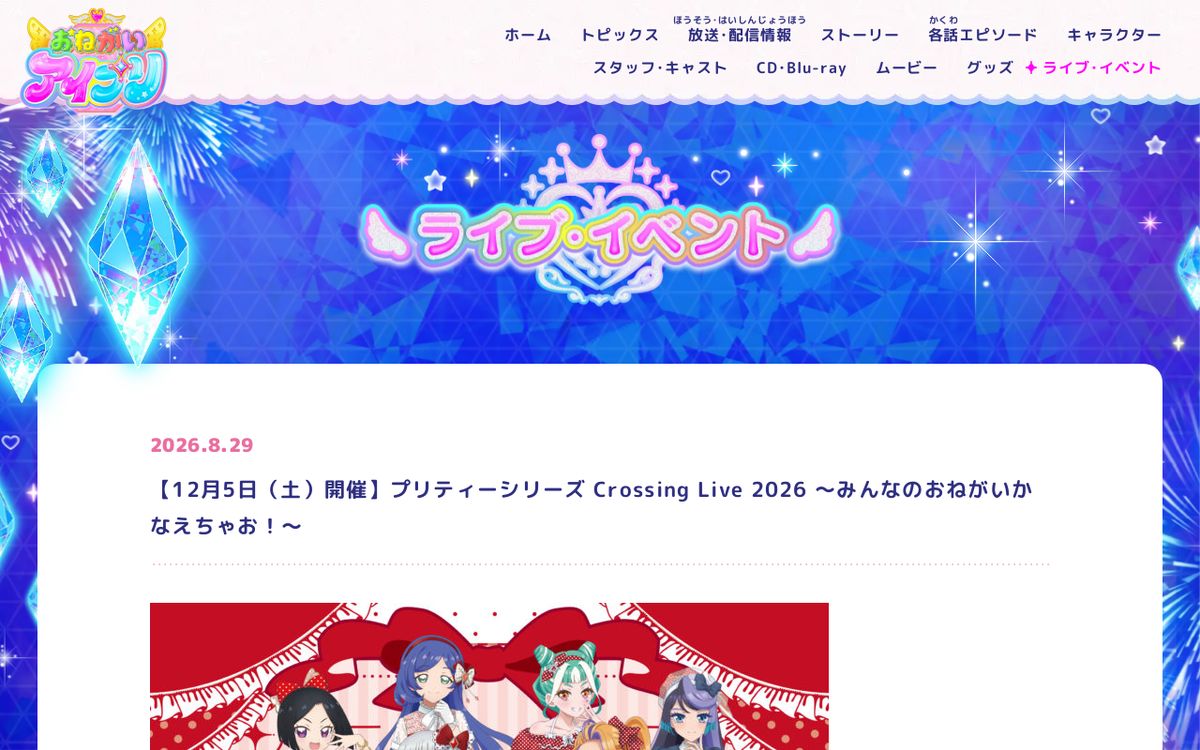 おねがい
アイプリ
ほうそう・はいしんじょうほう
かくわ
ホーム トピックス 放送・配信情報 ストーリー 各話エピソード キャラクター
スタッフ・キャスト CD・Blu-ray ムービー グッズ ライブ・イベント
ライブ・イベント
2026.8.29
【12月5日（土）開催】プリティーシリーズ Crossing Live 2026 ～みんなのおねがいか
なえちゃお！～